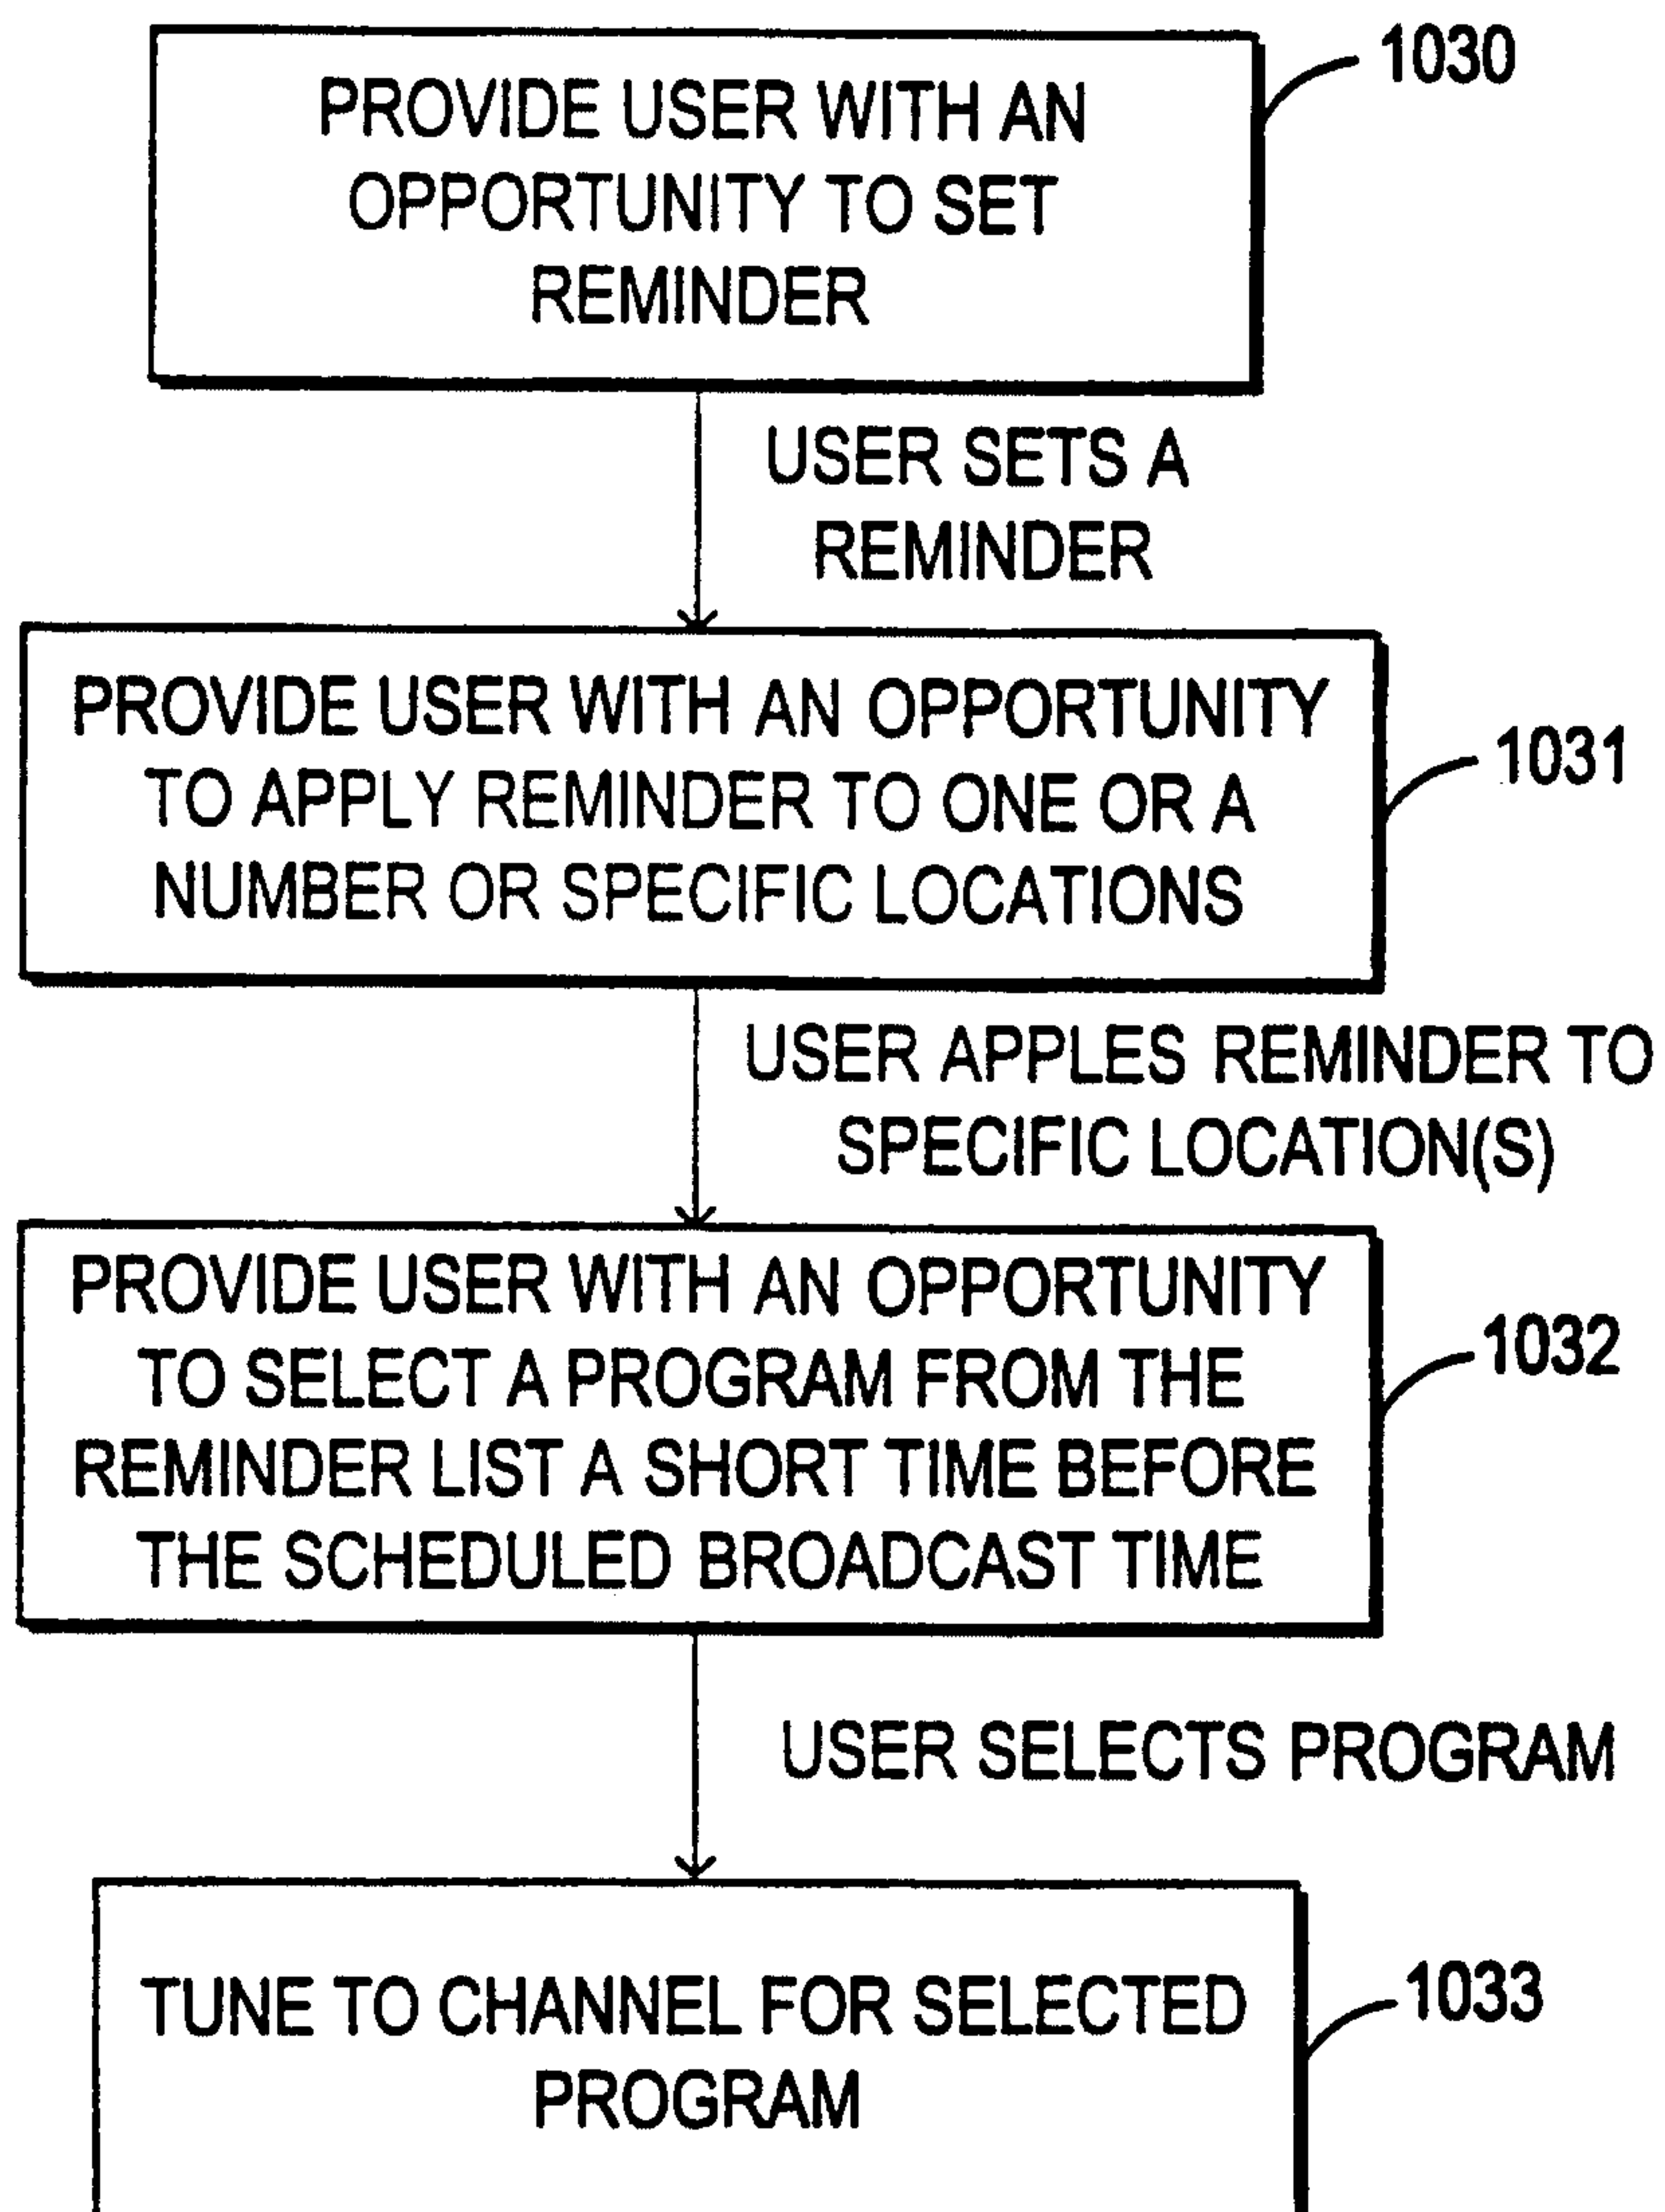 PROVIDE USER WITH AN
OPPORTUNITY TO SET
REMINDER
1030
USER SETS A
REMINDER
PROVIDE USER WITH AN OPPORTUNITY
TO APPLY REMINDER TO ONE OR A
NUMBER OR SPECIFIC LOCATIONS
1031
USER APPLES REMINDER TO
SPECIFIC LOCATION(S)
PROVIDE USER WITH AN OPPORTUNITY
TO SELECT A PROGRAM FROM THE
REMINDER LIST A SHORT TIME BEFORE
THE SCHEDULED BROADCAST TIME
1032
USER SELECTS PROGRAM
TUNE TO CHANNEL FOR SELECTED
PROGRAM
1033